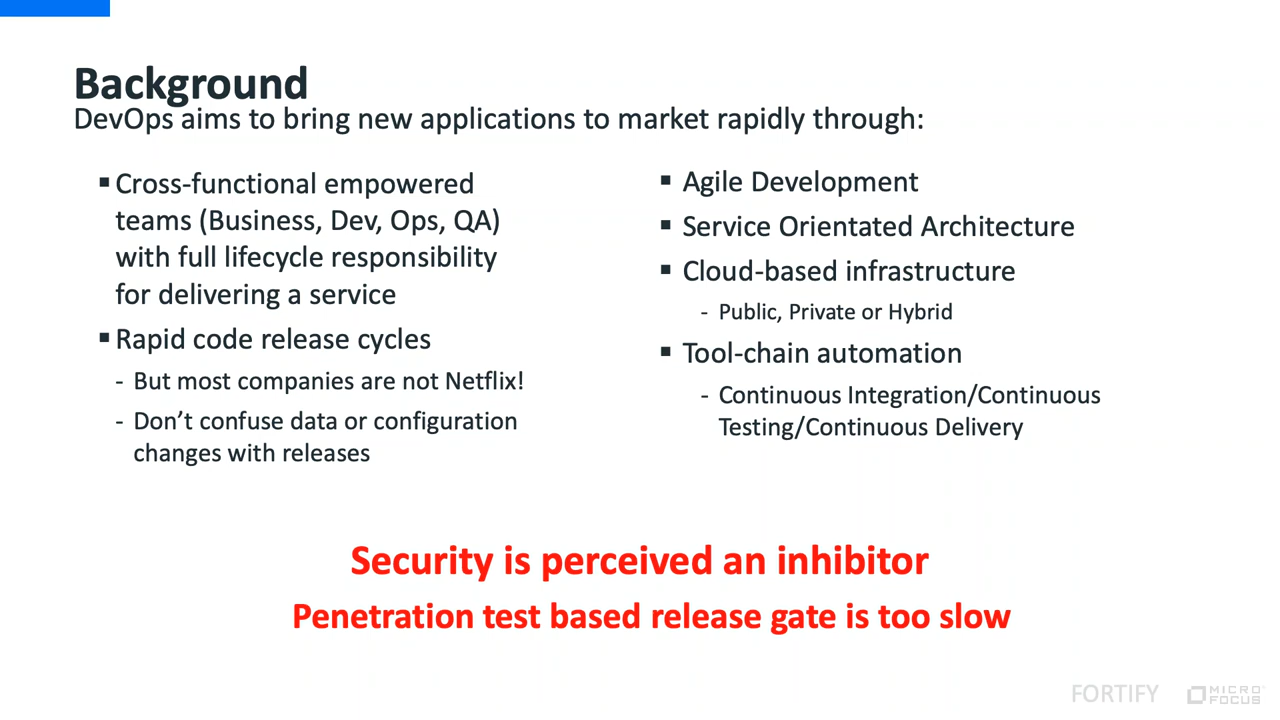 Background
DevOps aims to bring new applications to market rapidly through:
▪ Cross-functional empowered
teams (Business, Dev, Ops, QA)
with full lifecycle responsibility
for delivering a service
▪ Rapid code release cycles
- But most companies are not Netflix!
- Don’t confuse data or configuration
changes with releases
▪ Agile Development
▪ Service Orientated Architecture
▪ Cloud-based infrastructure
- Public, Private or Hybrid
▪ Tool-chain automation
- Continuous Integration/Continuous
Testing/Continuous Delivery
Security is perceived an inhibitor
Penetration test based release gate is too slow
FORTIFY
MICRO
FOCUS